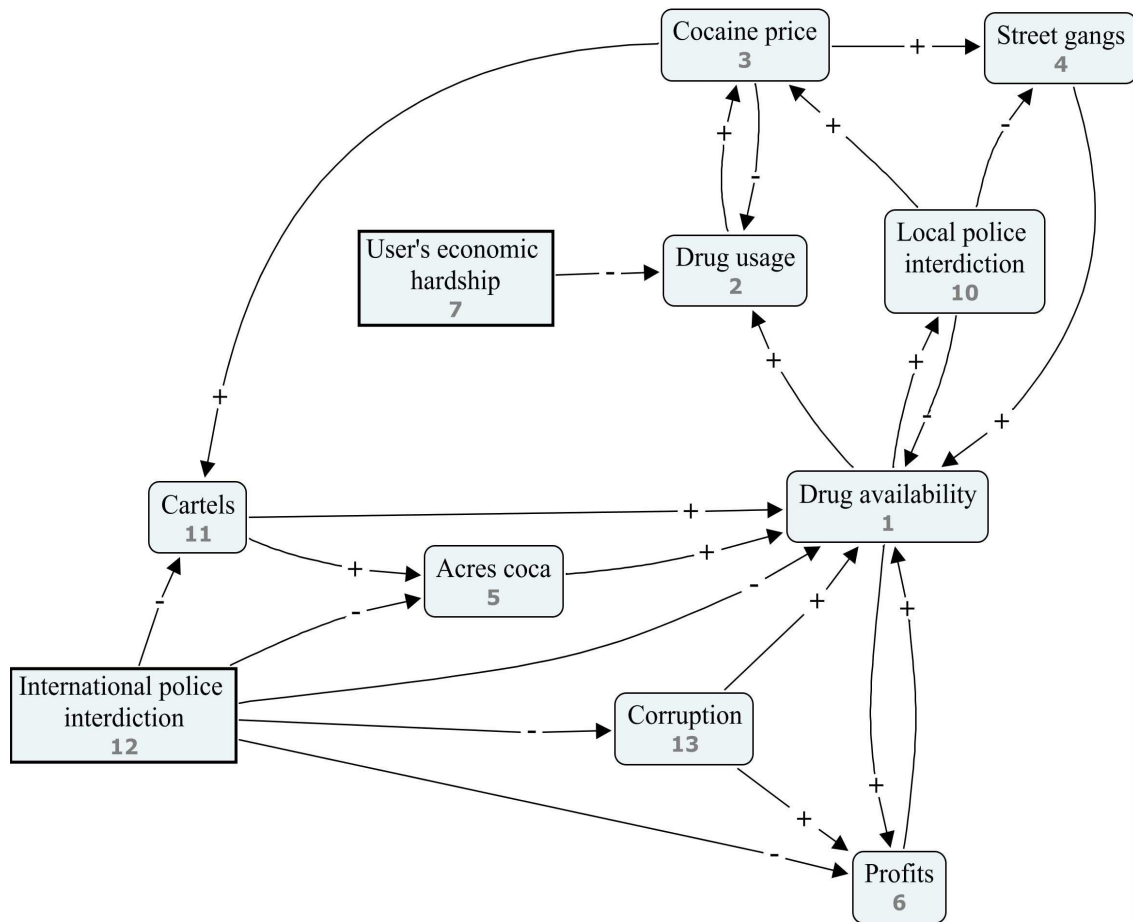 Cocaine price
3
+
Street gangs
4
+
-
+
-
User's economic
hardship
7
-
Drug usage
2
Local police
interdiction
10
+
+
-
+
+
Cartels
11
+
Drug availability
1
+
Acres coca
5
+
-
-
-
+
+
International police
interdiction
12
-
Corruption
13
+
+
-
Profits
6